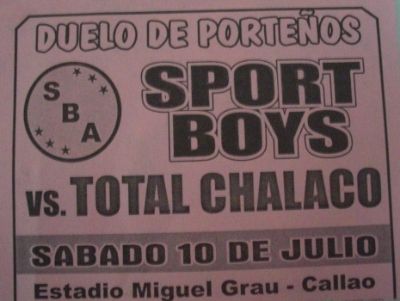 DUELO DE PORTEÑOS
S
B
A
SPORT
BOYS
VS. TOTAL CHALACO
SABADO 10 DE JULIO
Estadio Miguel Grau - Callao